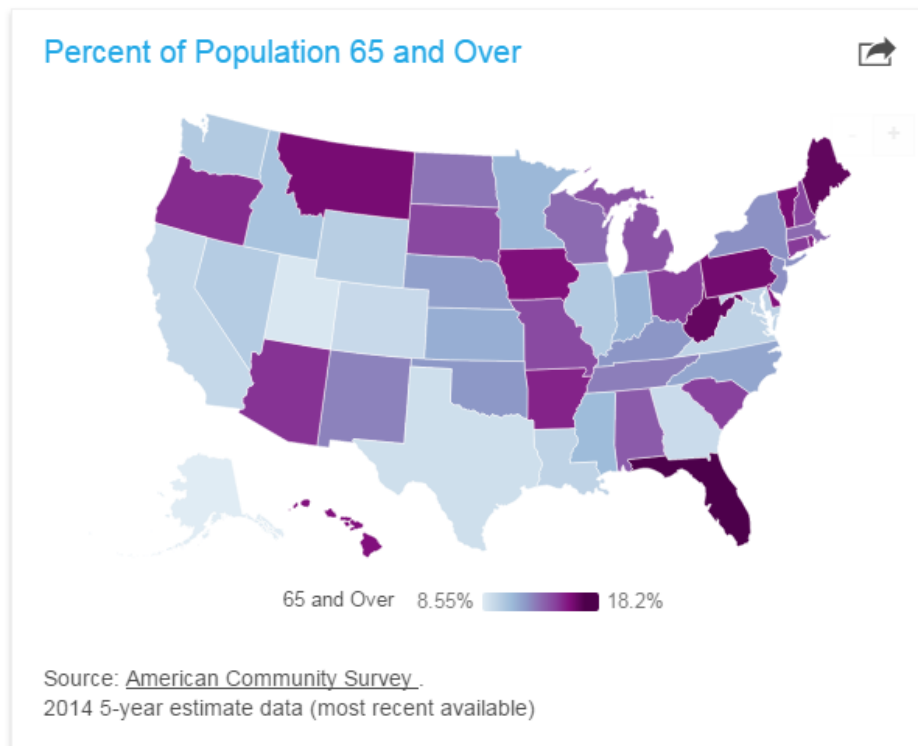 Percent of Population 65 and Over
+
65 and Over 8.55% 18.2%
Source: American Community Survey .
2014 5-year estimate data (most recent available)